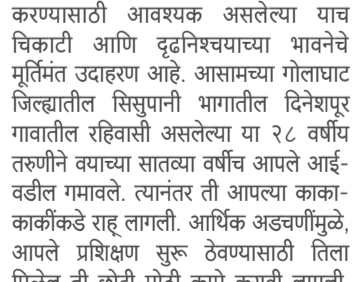 करण्यासाठी आवश्यक असलेल्या याच
चिकाटी आणि दृढनिश्चयाच्या भावनेचे
मूर्तिमंत उदाहरण आहे. आसामच्या गोलाघाट
जिल्ह्यातील सिसुपानी भागातील दिनेशपूर
गावातील रहिवासी असलेल्या या २८ वर्षीय
तरुणीने वयाच्या सातव्या वर्षीच आपले आई-
वडील गमावले. त्यानंतर ती आपल्या काका-
काकींकडे राहू लागली. आर्थिक अडचणींमुळे,
आपले प्रशिक्षण सुरू ठेवण्यासाठी तिला